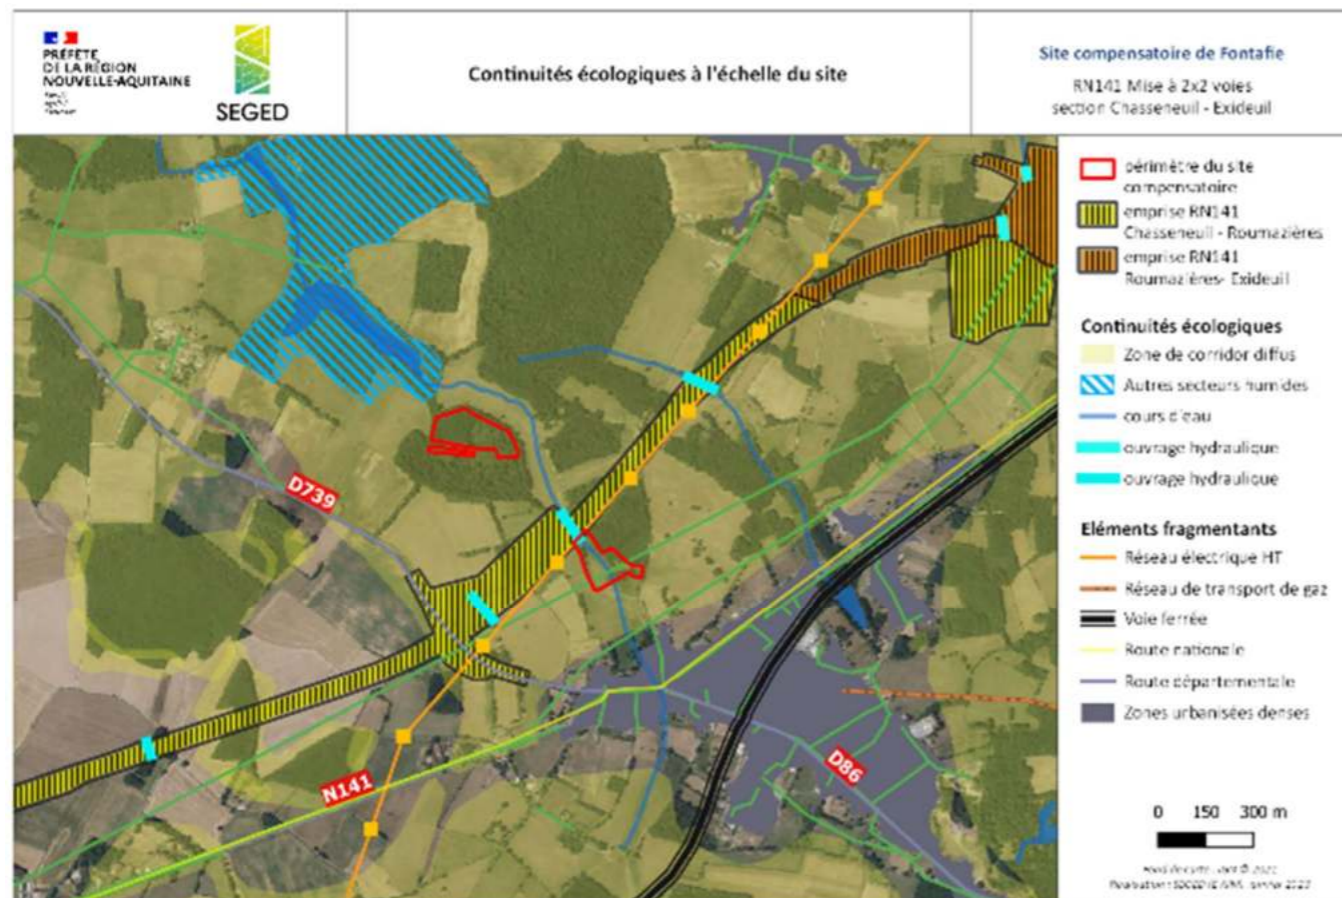 PRÉFÈTE
DE LA RÉGION
NOUVELLE-AQUITAINE
SEGED
Continuités écologiques à l'échelle du site
Site compensatoire de Fontafie
RN141 Mise à 2x2 voies
section Chasseneuil - Exideuil
périmètre du site
compensatoire
emprise RN141
Chasseneuil - Roumazières
emprise RN141
Roumazières- Exideuil
Continuités écologiques
Zone de corridor diffus
Autres secteurs humides
cours d'eau
ouvrage hydraulique
ouvrage hydraulique
Eléments fragmentants
Réseau électrique HT
Réseau de transport de gaz
Voie ferrée
Route nationale
Route départementale
Zones urbanisées denses
D739
N141
D86
0 150 300 m